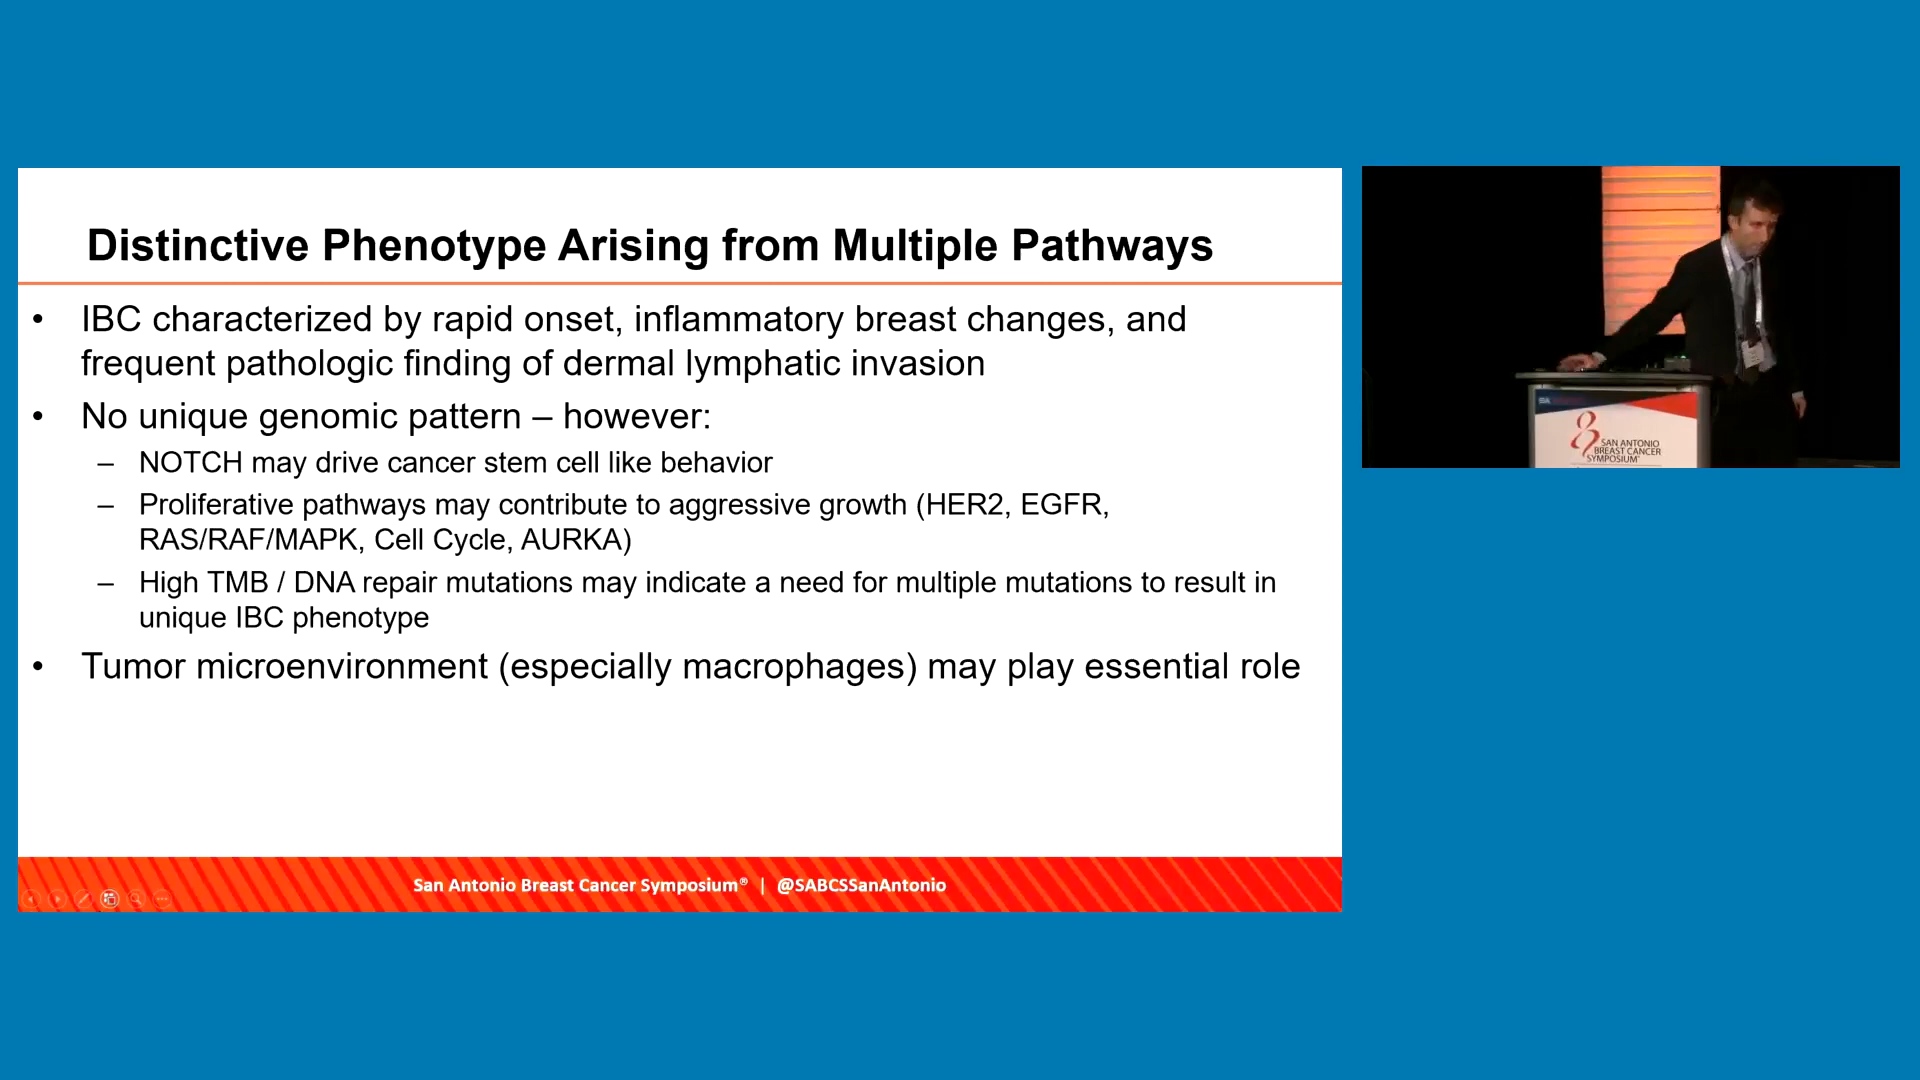 Distinctive Phenotype Arising from Multiple Pathways
• IBC characterized by rapid onset, inflammatory breast changes, and
frequent pathologic finding of dermal lymphatic invasion
• No unique genomic pattern – however:
– NOTCH may drive cancer stem cell like behavior
– Proliferative pathways may contribute to aggressive growth (HER2, EGFR,
RAS/RAF/MAPK, Cell Cycle, AURKA)
– High TMB / DNA repair mutations may indicate a need for multiple mutations to result in
unique IBC phenotype
• Tumor microenvironment (especially macrophages) may play essential role
San Antonio Breast Cancer Symposium® | @SABCSSanAntonio
SAN ANTONIO
BREAST CANCER
SYMPOSIUM®